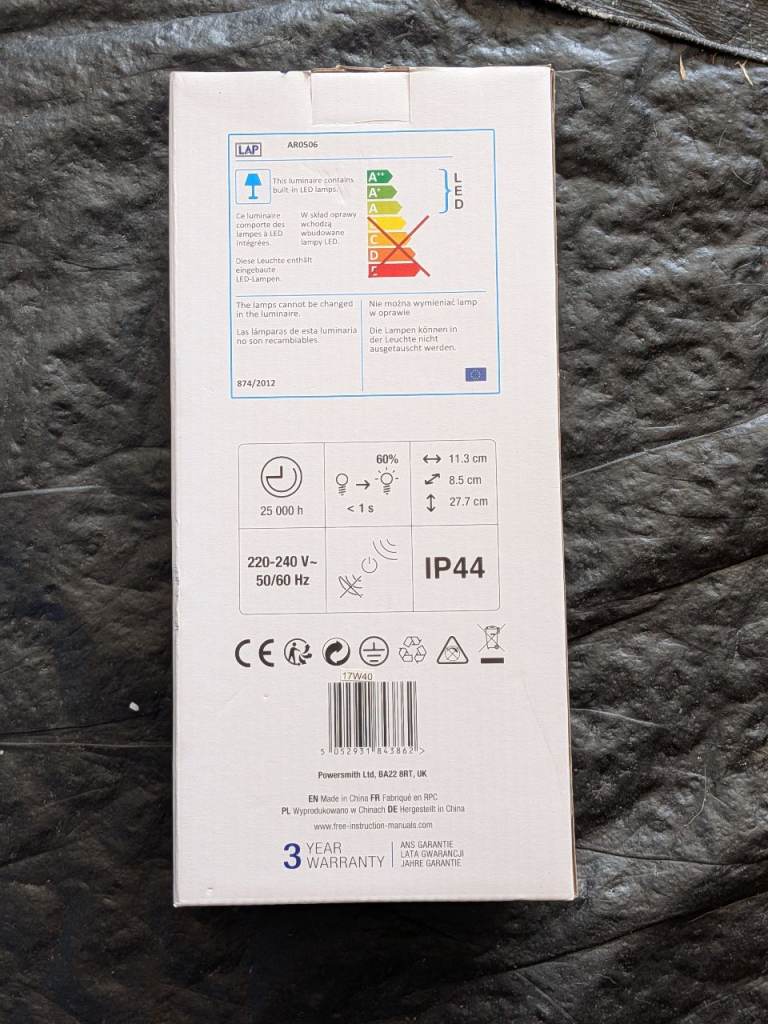 LAP
AR0506
This luminaire contains
built-in LED lamps.
Ce luminaire
comporte des
lampes à LED
intégrées.
W skład oprawy
wchodzą
wbudowane
lampy LED.
Diese Leuchte enthält
eingebaute
LED-Lampen.
A++
A+
A
C
D
E
LED
The lamps cannot be changed
in the luminaire.
Las lámparas de esta luminaria
no son recambiables.
Nie można wymieniać lamp
w oprawie
Die Lampen können in
der Leuchte nicht
ausgetauscht werden.
874/2012
25 000 h
60%
< 1 s
11.3 cm
8.5 cm
27.7 cm
220-240 V~
50/60 Hz
IP44
CE
17W40
5 052931 843862 >
Powersmith Ltd, BA22 8RT, UK
EN Made in China FR Fabriqué en RPC
PL Wyprodukowano w Chinach DE Hergestellt in China
www.free-instruction-manuals.com
3 YEAR
WARRANTY
ANS GARANTIE
LATA GWARANCJI
JAHRE GARANTIE